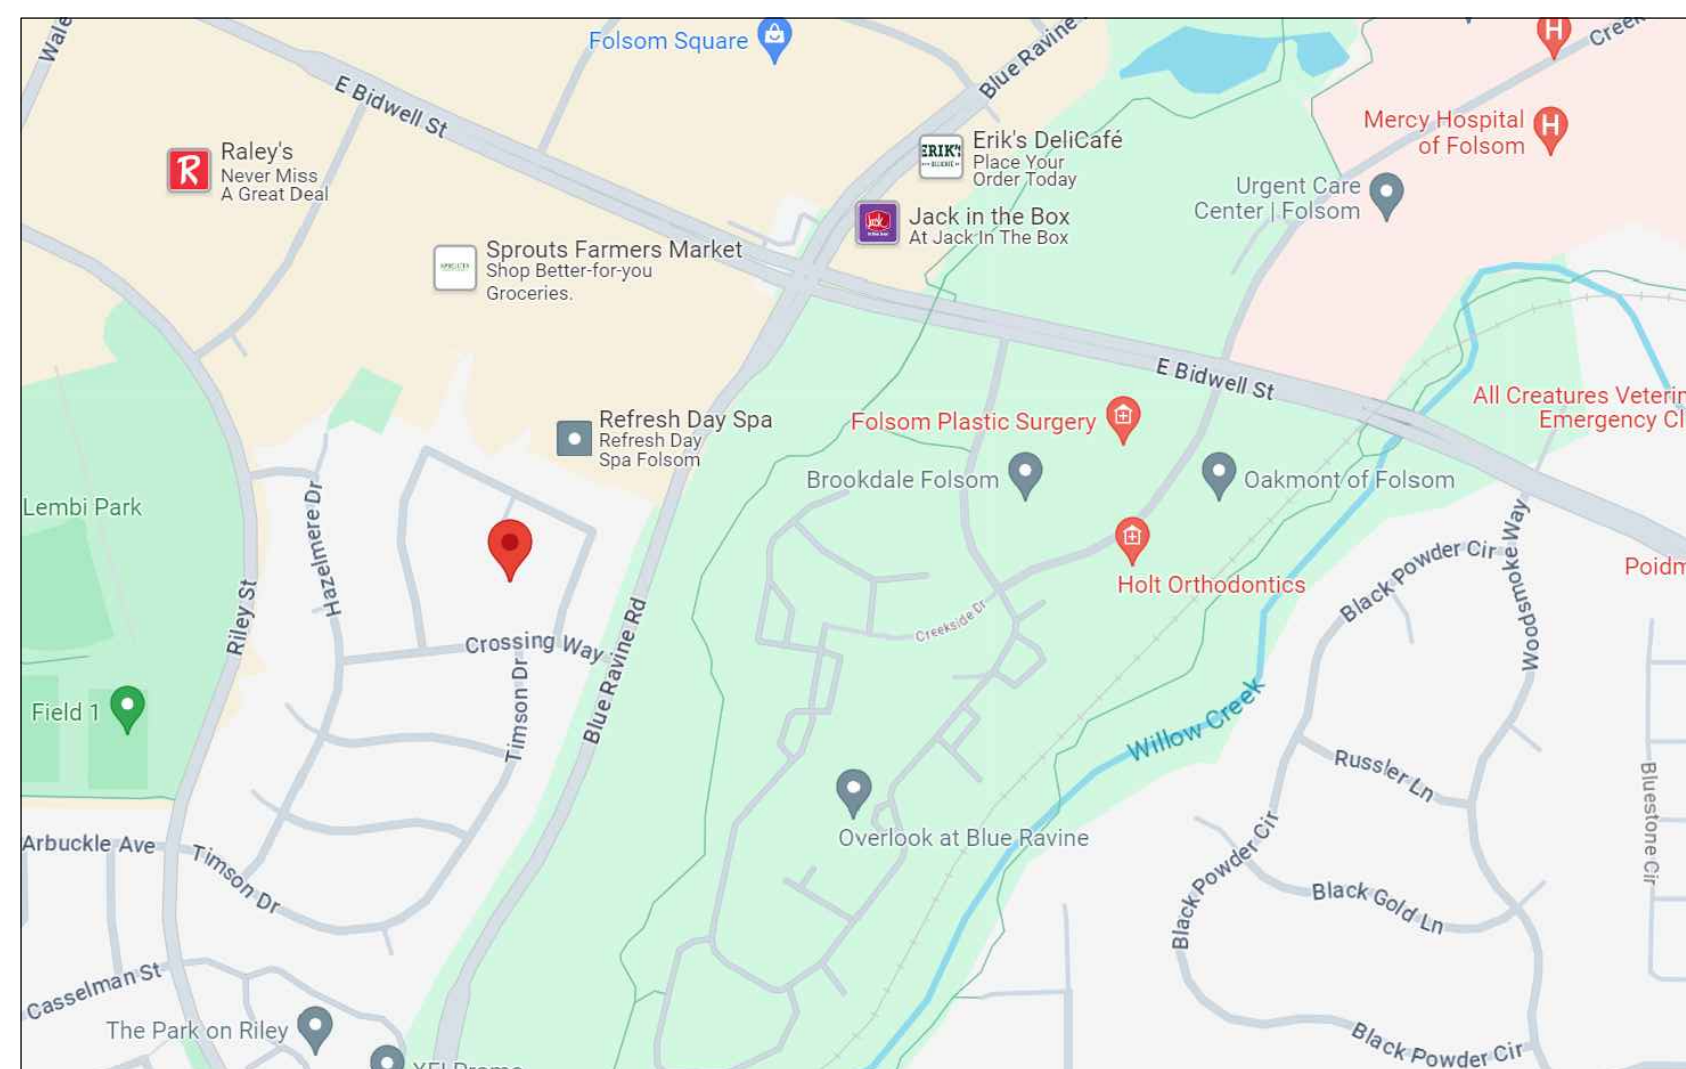 Wale
Folsom Square
Blue Ravine
Creek
E Bidwell St
Mercy Hospital
of Folsom
Raley's
Never Miss
A Great Deal
ERIK'S
Erik's DeliCafé
Place Your
Order Today
Urgent Care
Center | Folsom
Jack in the Box
At Jack In The Box
Sprouts Farmers Market
Shop Better-for-you
Groceries.
E Bidwell St
All Creatures Veterin
Emergency Cl
Folsom Plastic Surgery
Refresh Day Spa
Refresh Day
Spa Folsom
Brookdale Folsom
Oakmont of Folsom
Lembi Park
Hazelmere Dr
Woodsmoke Way
Black Powder Cir
Poidm
Holt Orthodontics
Riley St
Creekside Dr
Crossing Way
Blue Ravine Rd
Timson Dr
Field 1
Willow Creek
Russler Ln
Bluestone Cir
Overlook at Blue Ravine
Arbuckle Ave
Timson Dr
Black Powder Cir
Black Gold Ln
Casselman St
The Park on Riley
Black Powder Cir